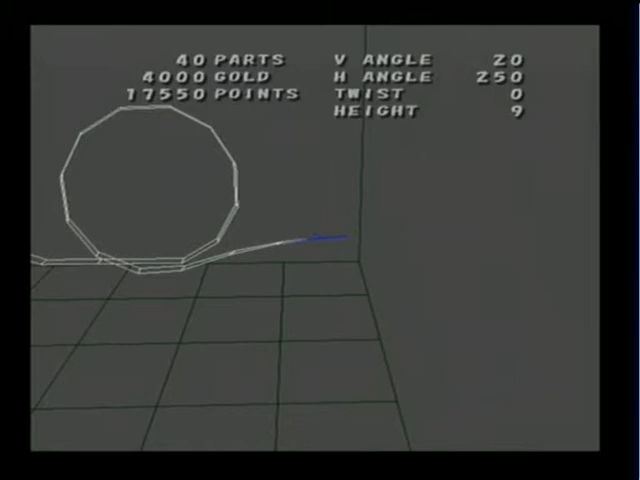 40 PARTS V ANGLE 20
4000 GOLD H ANGLE 250
17550 POINTS TWIST 0
HEIGHT 9